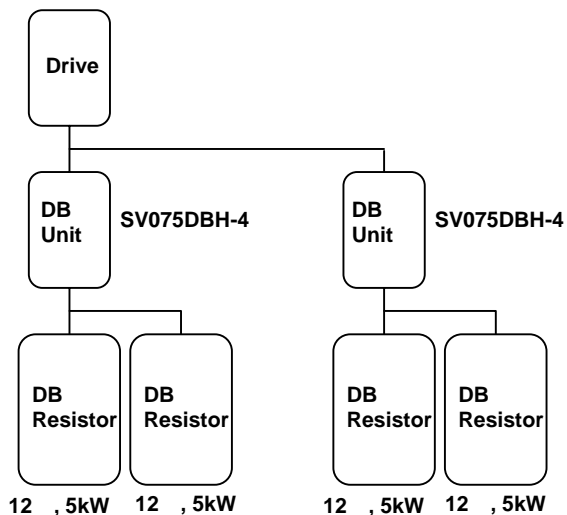 Drive
DB
Unit
SV075DBH-4
DB
Unit
SV075DBH-4
DB
Resistor
DB
Resistor
DB
Resistor
DB
Resistor
12 , 5kW
12 , 5kW
12 , 5kW
12 , 5kW